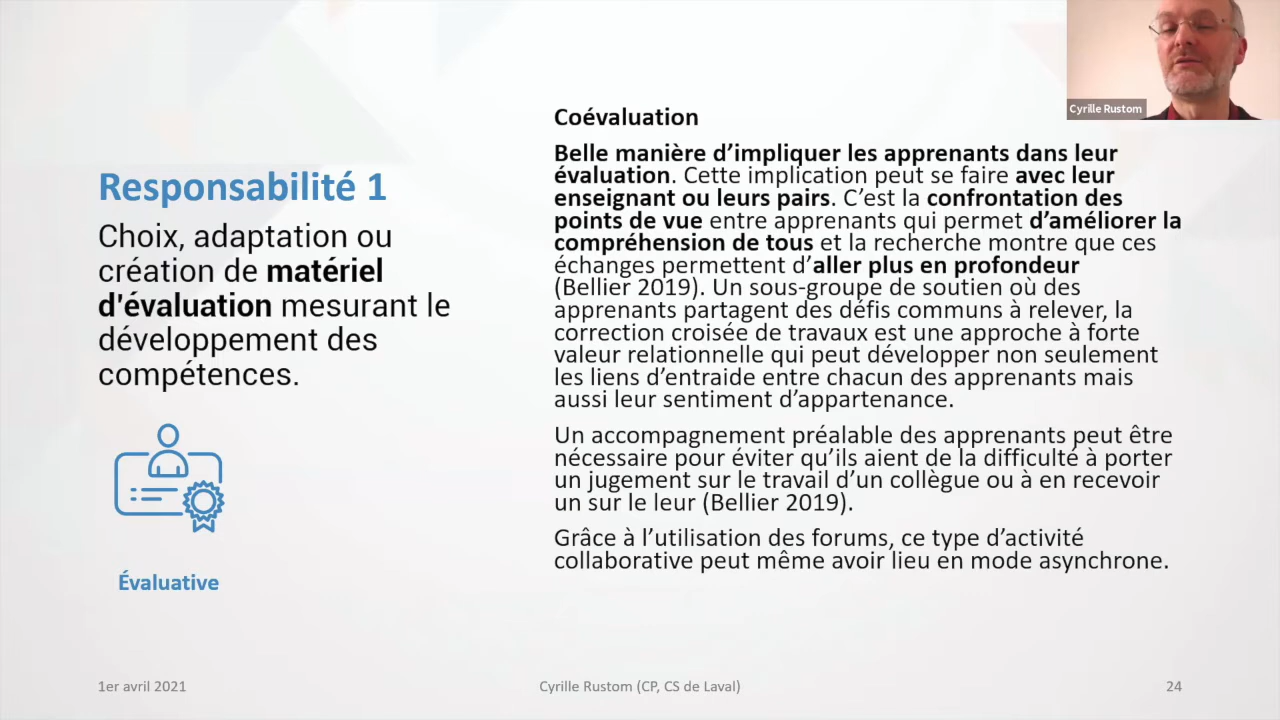 Cyrille Rustom
Responsabilité 1
Choix, adaptation ou
création de matériel
d'évaluation mesurant le
développement des
compétences.
Évaluative
Coévaluation
Belle manière d’impliquer les apprenants dans leur
évaluation. Cette implication peut se faire avec leur
enseignant ou leurs pairs. C’est la confrontation des
points de vue entre apprenants qui permet d’améliorer la
compréhension de tous et la recherche montre que ces
échanges permettent d’aller plus en profondeur
(Bellier 2019). Un sous-groupe de soutien où des
apprenants partagent des défis communs à relever, la
correction croisée de travaux est une approche à forte
valeur relationnelle qui peut développer non seulement
les liens d’entraide entre chacun des apprenants mais
aussi leur sentiment d’appartenance.
Un accompagnement préalable des apprenants peut être
nécessaire pour éviter qu’ils aient de la difficulté à porter
un jugement sur le travail d’un collègue ou à en recevoir
un sur le leur (Bellier 2019).
Grâce à l’utilisation des forums, ce type d’activité
collaborative peut même avoir lieu en mode asynchrone.
1er avril 2021
Cyrille Rustom (CP, CS de Laval)
24